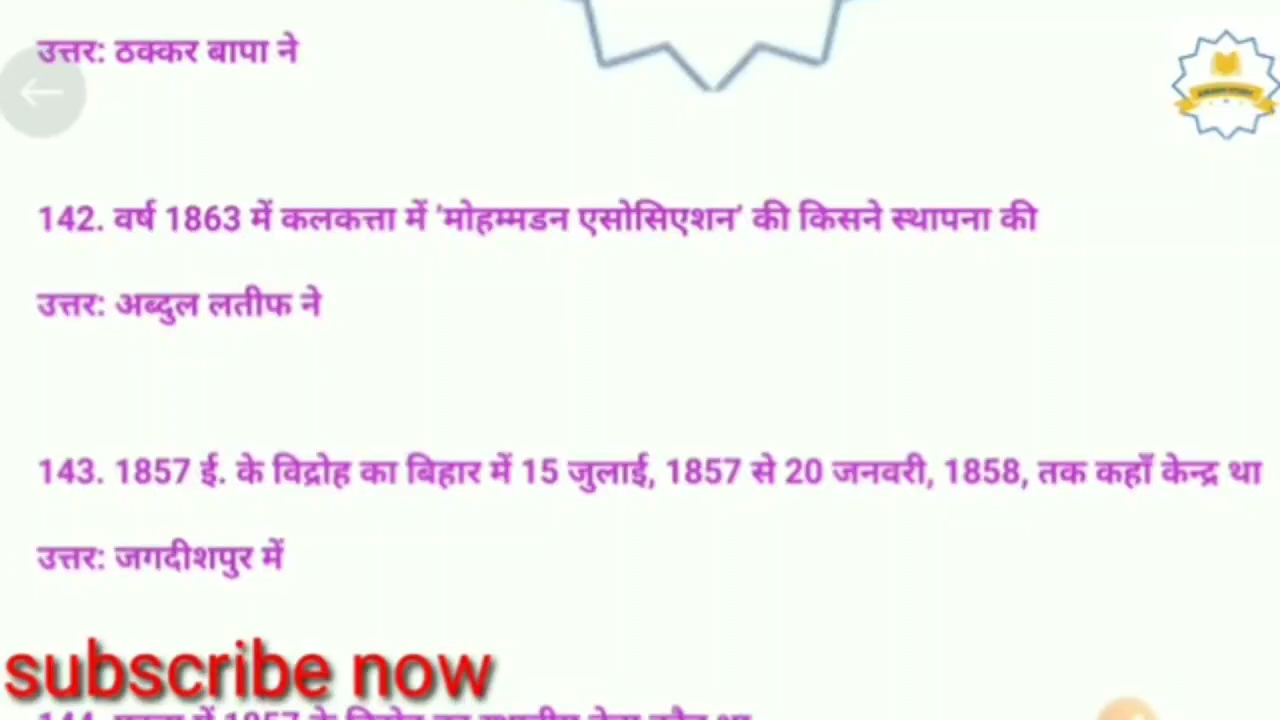 उत्तर: ठक्कर बापा ने
142. वर्ष 1863 में कलकत्ता में 'मोहम्मडन एसोसिएशन' की किसने स्थापना की
उत्तर: अब्दुल लतीफ ने
143. 1857 ई. के विद्रोह का बिहार में 15 जुलाई, 1857 से 20 जनवरी, 1858, तक कहाँ केन्द्र था
उत्तर: जगदीशपुर में
subscribe now